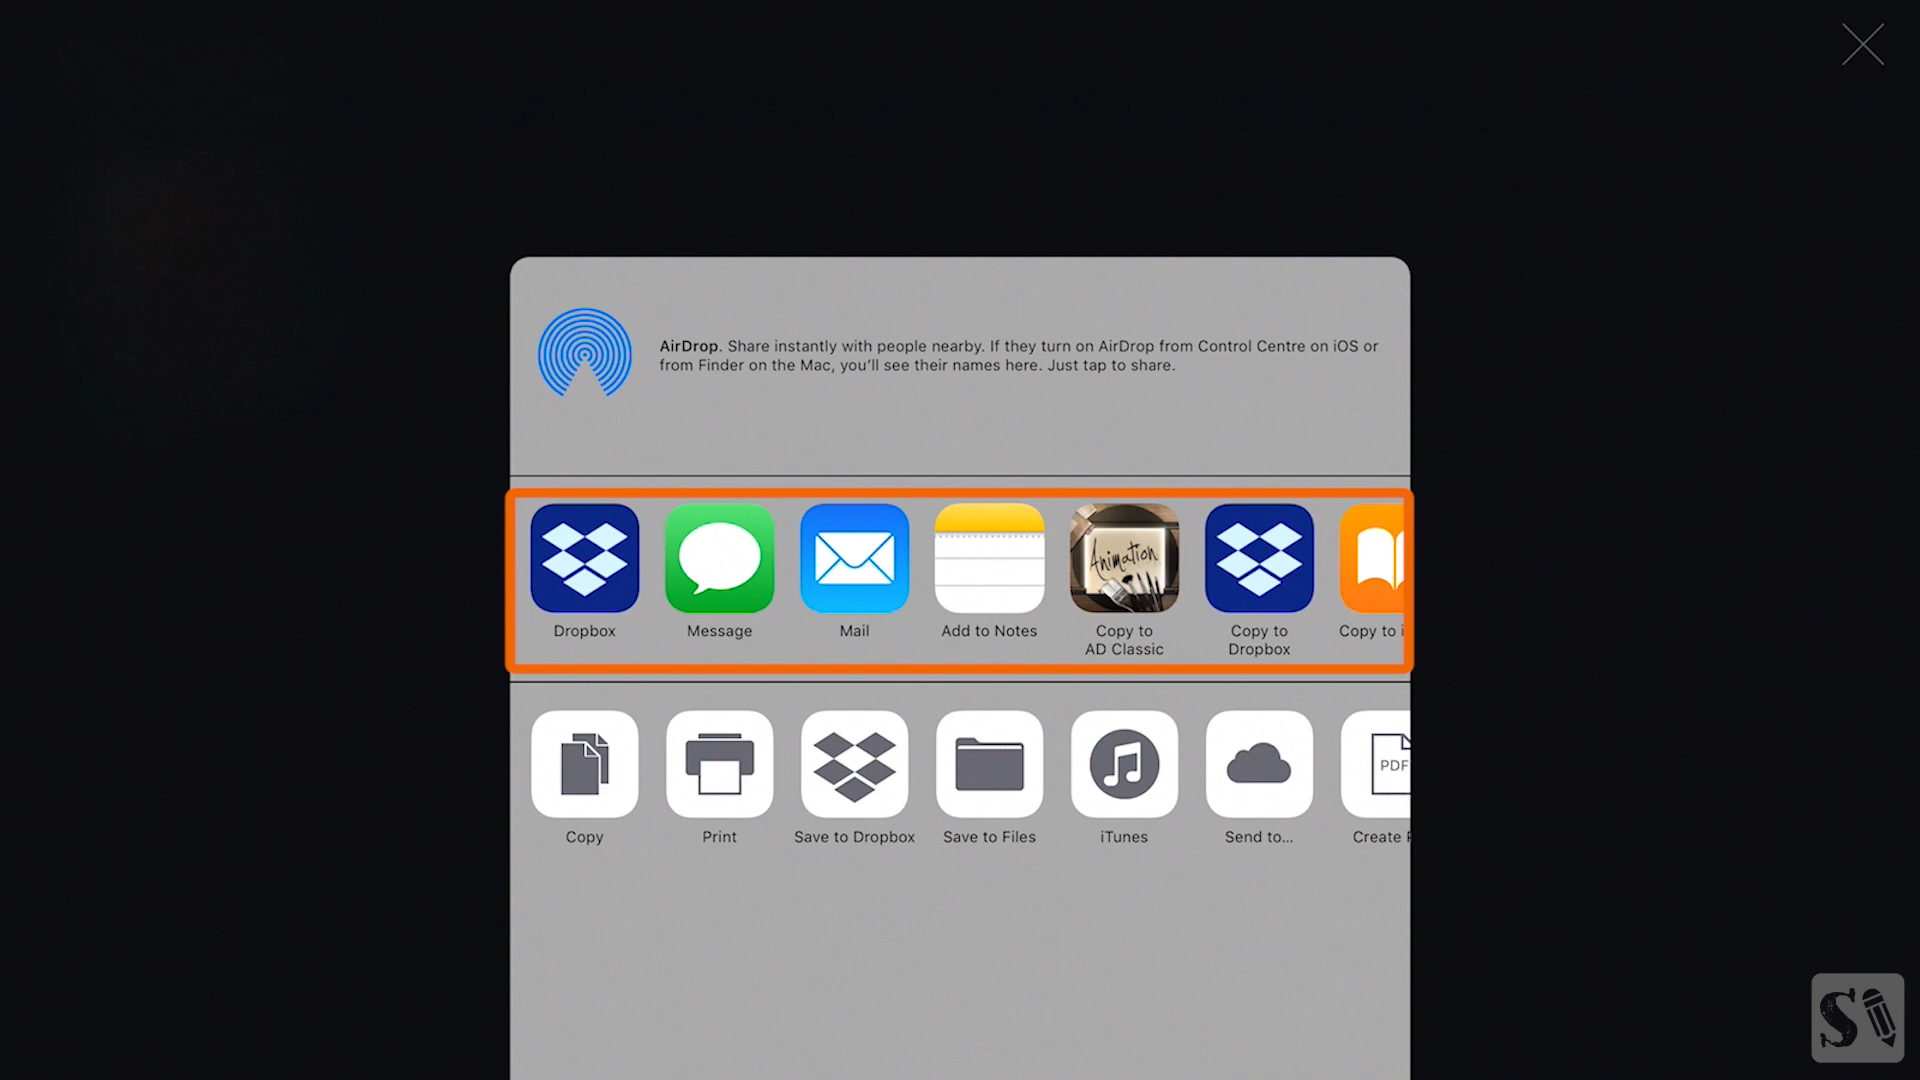 AirDrop. Share instantly with people nearby. If they turn on AirDrop from Control Centre on iOS or
from Finder on the Mac, you'll see their names here. Just tap to share.
Animation
Dropbox
Message
Mail
Add to Notes
Copy to
AD Classic
Copy to
Dropbox
Copy to
PDF
Copy
Print
Save to Dropbox
Save to Files
iTunes
Send to...
Create
S